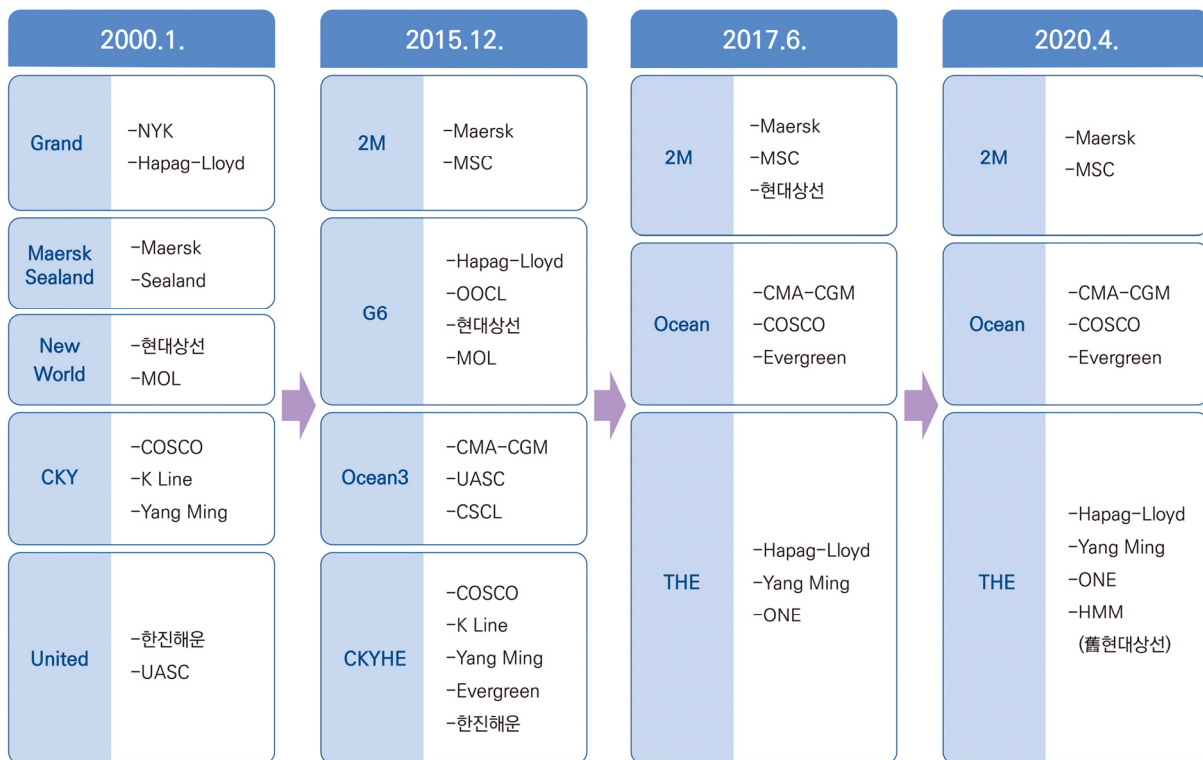 2000.1.
Grand
-NYK
-Hapag-Lloyd
Maersk
Sealand
-Maersk
-Sealand
New
World
-현대상선
-MOL
CKY
-COSCO
-K Line
-Yang Ming
United
-한진해운
-UASC
2015.12.
2M
-Maersk
-MSC
G6
-Hapag-Lloyd
-OOCL
-현대상선
-MOL
Ocean3
-CMA-CGM
-UASC
-CSCL
CKYHE
-COSCO
-K Line
-Yang Ming
-Evergreen
-한진해운
2017.6.
2M
-Maersk
-MSC
-현대상선
Ocean
-CMA-CGM
-COSCO
-Evergreen
THE
-Hapag-Lloyd
-Yang Ming
-ONE
2020.4.
2M
-Maersk
-MSC
Ocean
-CMA-CGM
-COSCO
-Evergreen
THE
-Hapag-Lloyd
-Yang Ming
-ONE
-HMM
(舊현대상선)